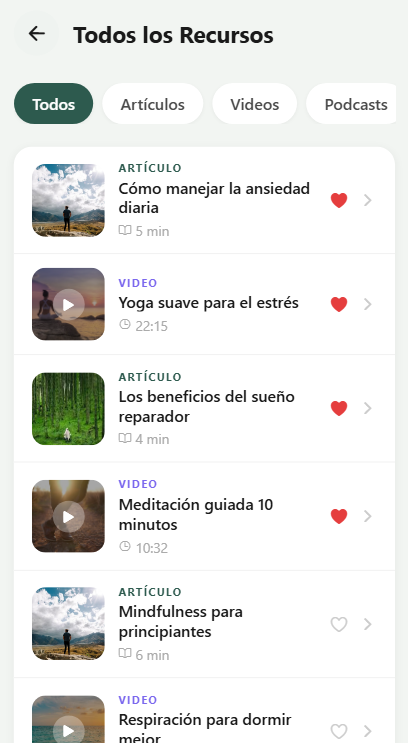 Todos los Recursos
Todos
Artículos
Videos
Podcasts
ARTÍCULO
Cómo manejar la ansiedad
diaria
5 min
VIDEO
Yoga suave para el estrés
22:15
ARTÍCULO
Los beneficios del sueño
reparador
4 min
VIDEO
Meditación guiada 10
minutos
10:32
ARTÍCULO
Mindfulness para
principiantes
6 min
VIDEO
Respiración para dormir
mejor